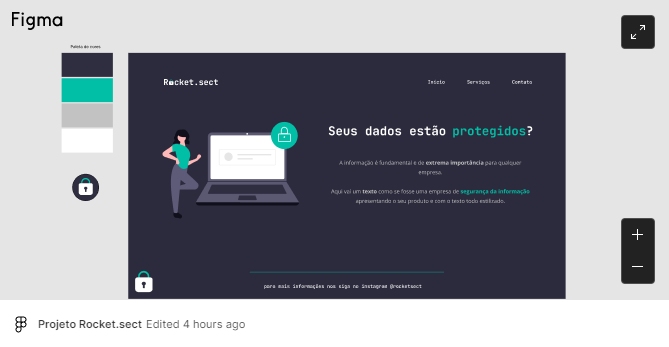 Figma
Paleta de cores
Rocket.sect
Início Serviços Contato
Seus dados estão protegidos?
A informação é fundamental e de extrema importância para qualquer
empresa.
Aqui vai um texto como se fosse uma empresa de segurança da informação
apresentando o seu produto e com o texto todo estilizado.
para mais informações nos siga no instagram @rocketsect
Projeto Rocket.sect Edited 4 hours ago